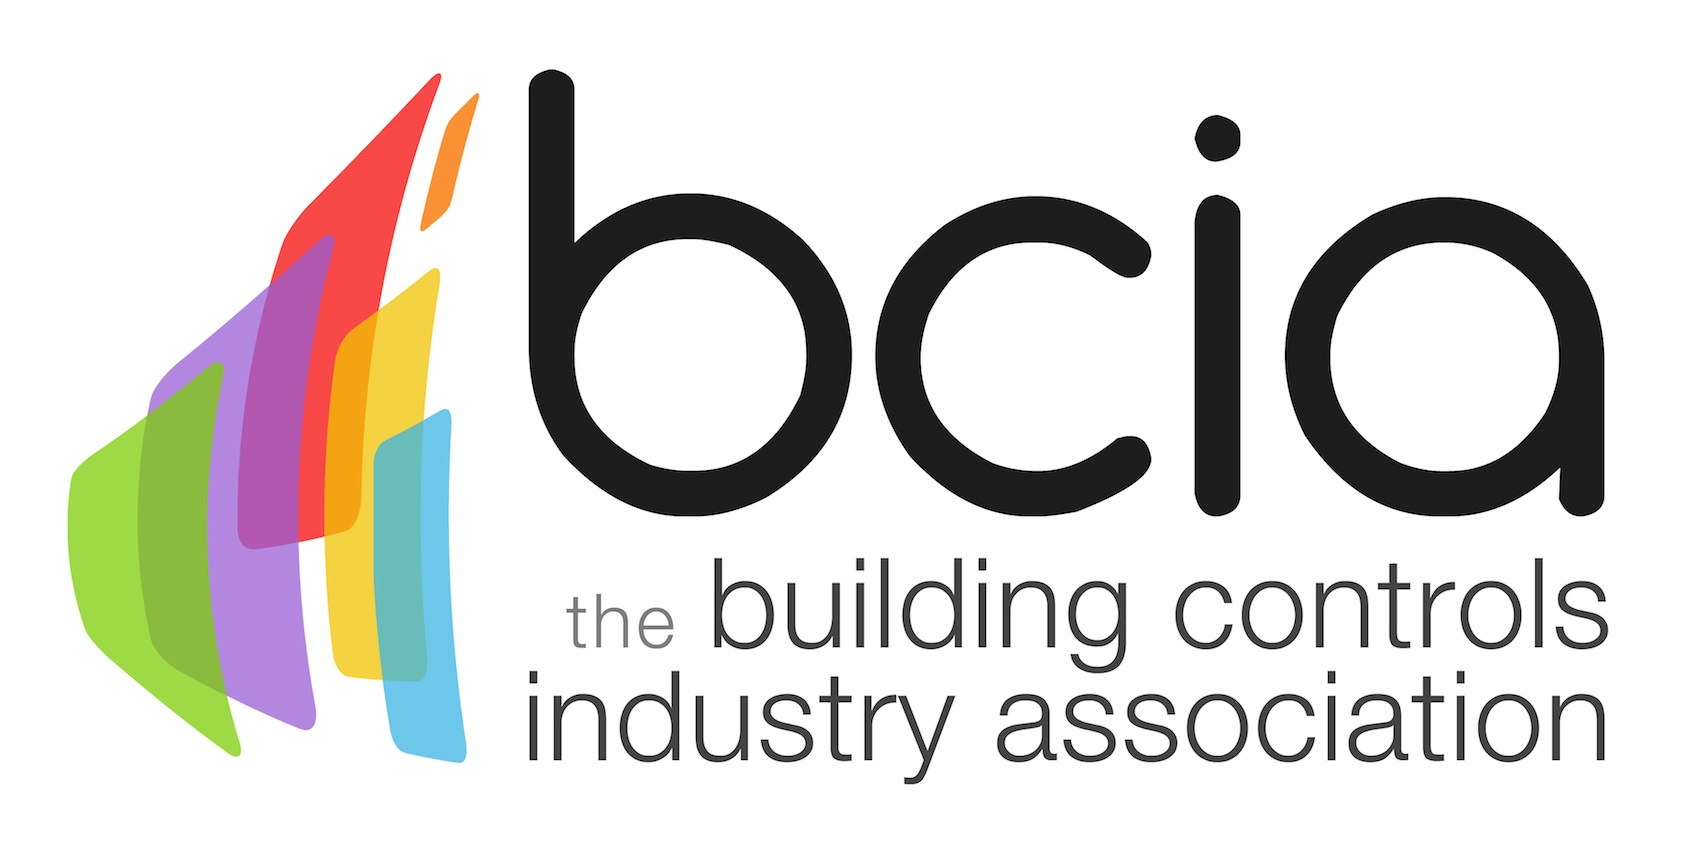 bcia
the building controls
industry association